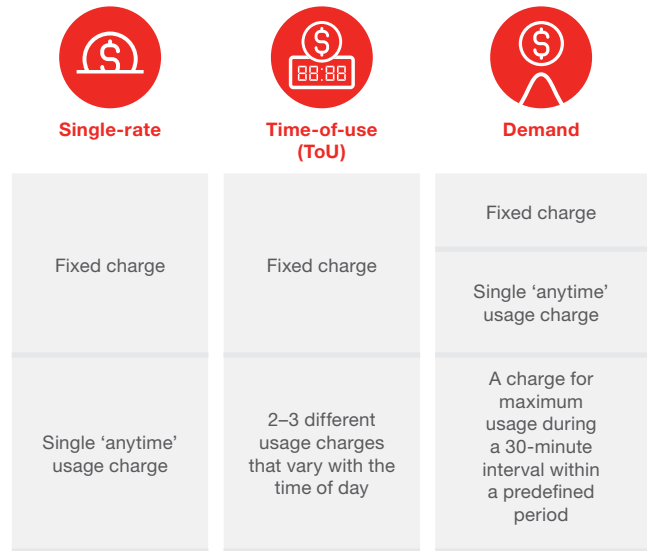 $
Single-rate
Fixed charge
Single ‘anytime’
usage charge
$
88:88
Time-of-use
(ToU)
Fixed charge
2–3 different
usage charges
that vary with the
time of day
$
Demand
Fixed charge
Single ‘anytime’
usage charge
A charge for
maximum
usage during
a 30-minute
interval within
a predefined
period